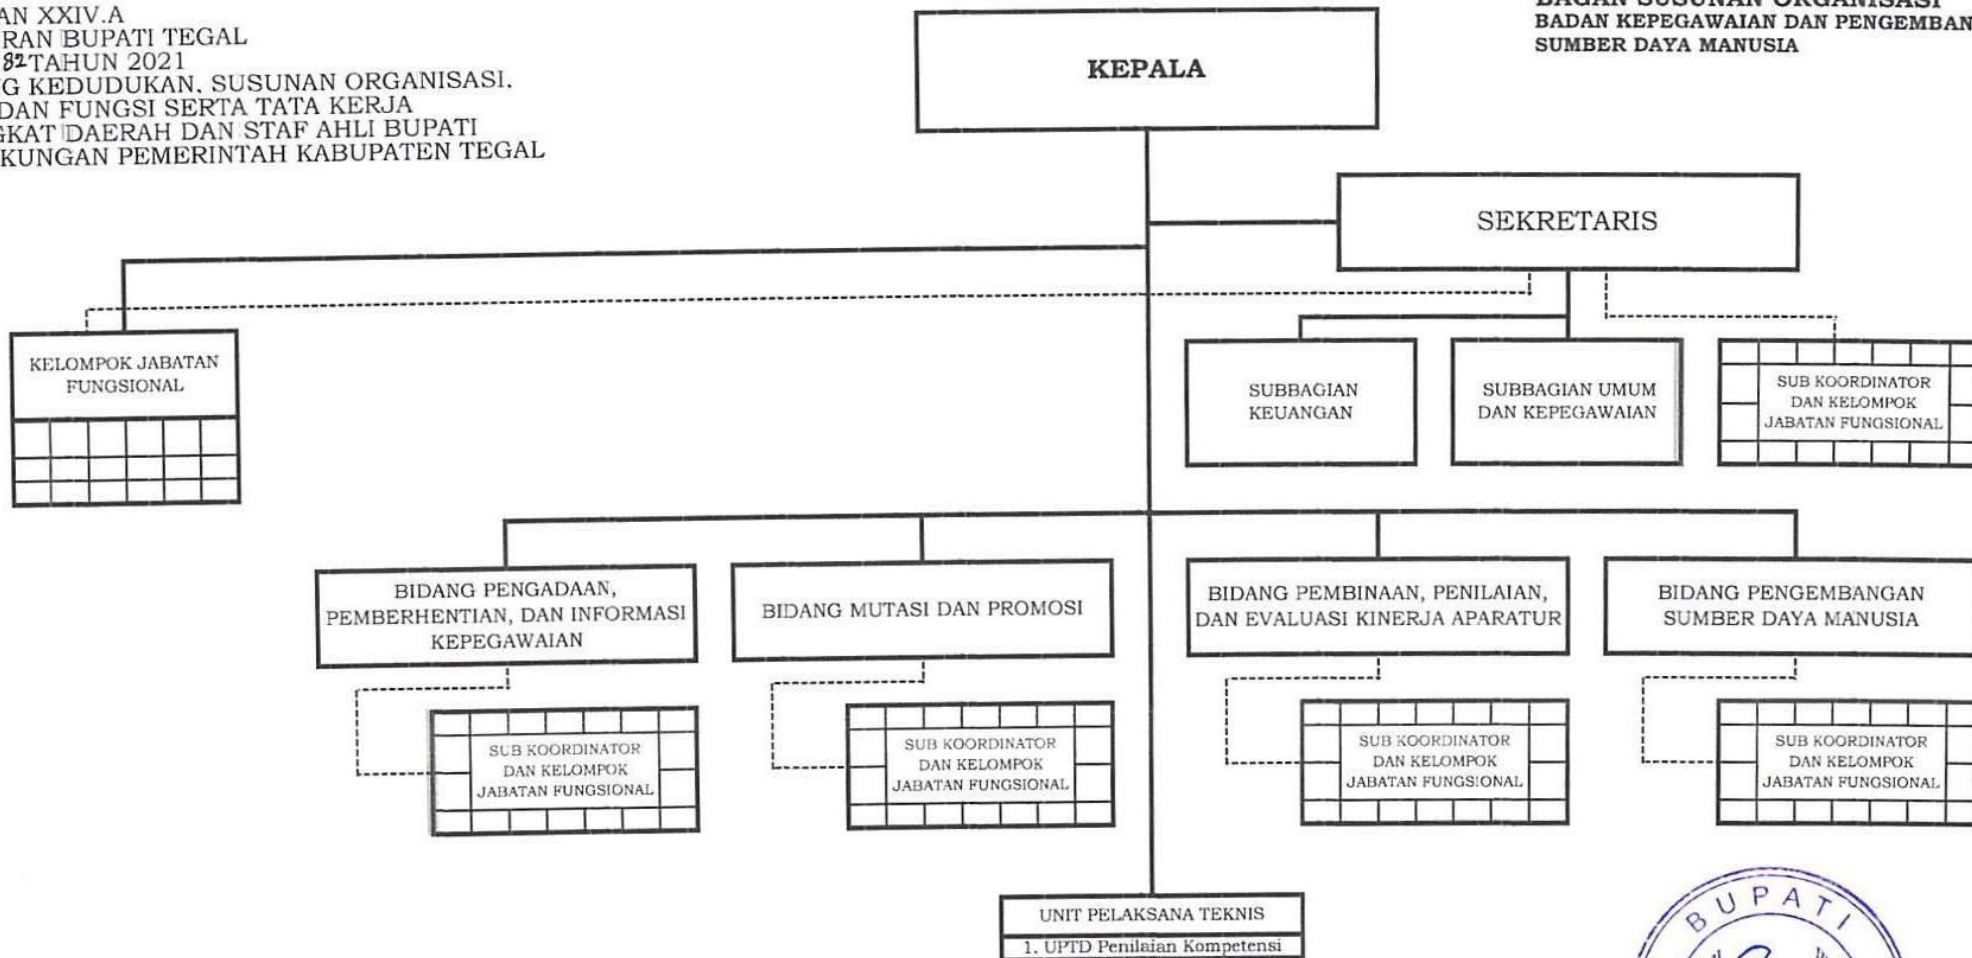 AN XXIV.A
RAN BUPATI TEGAL
82 TAHUN 2021
G KEDUDUKAN, SUSUNAN ORGANISASI,
DAN FUNGSI SERTA TATA KERJA
GKAT DAERAH DAN STAF AHLI BUPATI
KUNGAN PEMERINTAH KABUPATEN TEGAL
BAGAN SUSUNAN ORGANISASI
BADAN KEPEGAWAIAN DAN PENGEMBAN
SUMBER DAYA MANUSIA
KEPALA
SEKRETARIS
KELOMPOK JABATAN
FUNGSIONAL
SUBBAGIAN
KEUANGAN
SUBBAGIAN UMUM
DAN KEPEGAWAIAN
SUB KOORDINATOR
DAN KELOMPOK
JABATAN FUNGSIONAL
BIDANG PENGADAAN,
PEMBERHENTIAN, DAN INFORMASI
KEPEGAWAIAN
BIDANG MUTASI DAN PROMOSI
BIDANG PEMBINAAN, PENILAIAN,
DAN EVALUASI KINERJA APARATUR
BIDANG PENGEMBANGAN
SUMBER DAYA MANUSIA
SUB KOORDINATOR
DAN KELOMPOK
JABATAN FUNGSIONAL
SUB KOORDINATOR
DAN KELOMPOK
JABATAN FUNGSIONAL
SUB KOORDINATOR
DAN KELOMPOK
JABATAN FUNGSIONAL
SUB KOORDINATOR
DAN KELOMPOK
JABATAN FUNGSIONAL
UNIT PELAKSANA TEKNIS
1. UPTD Penilaian Kompetensi
BUPATI